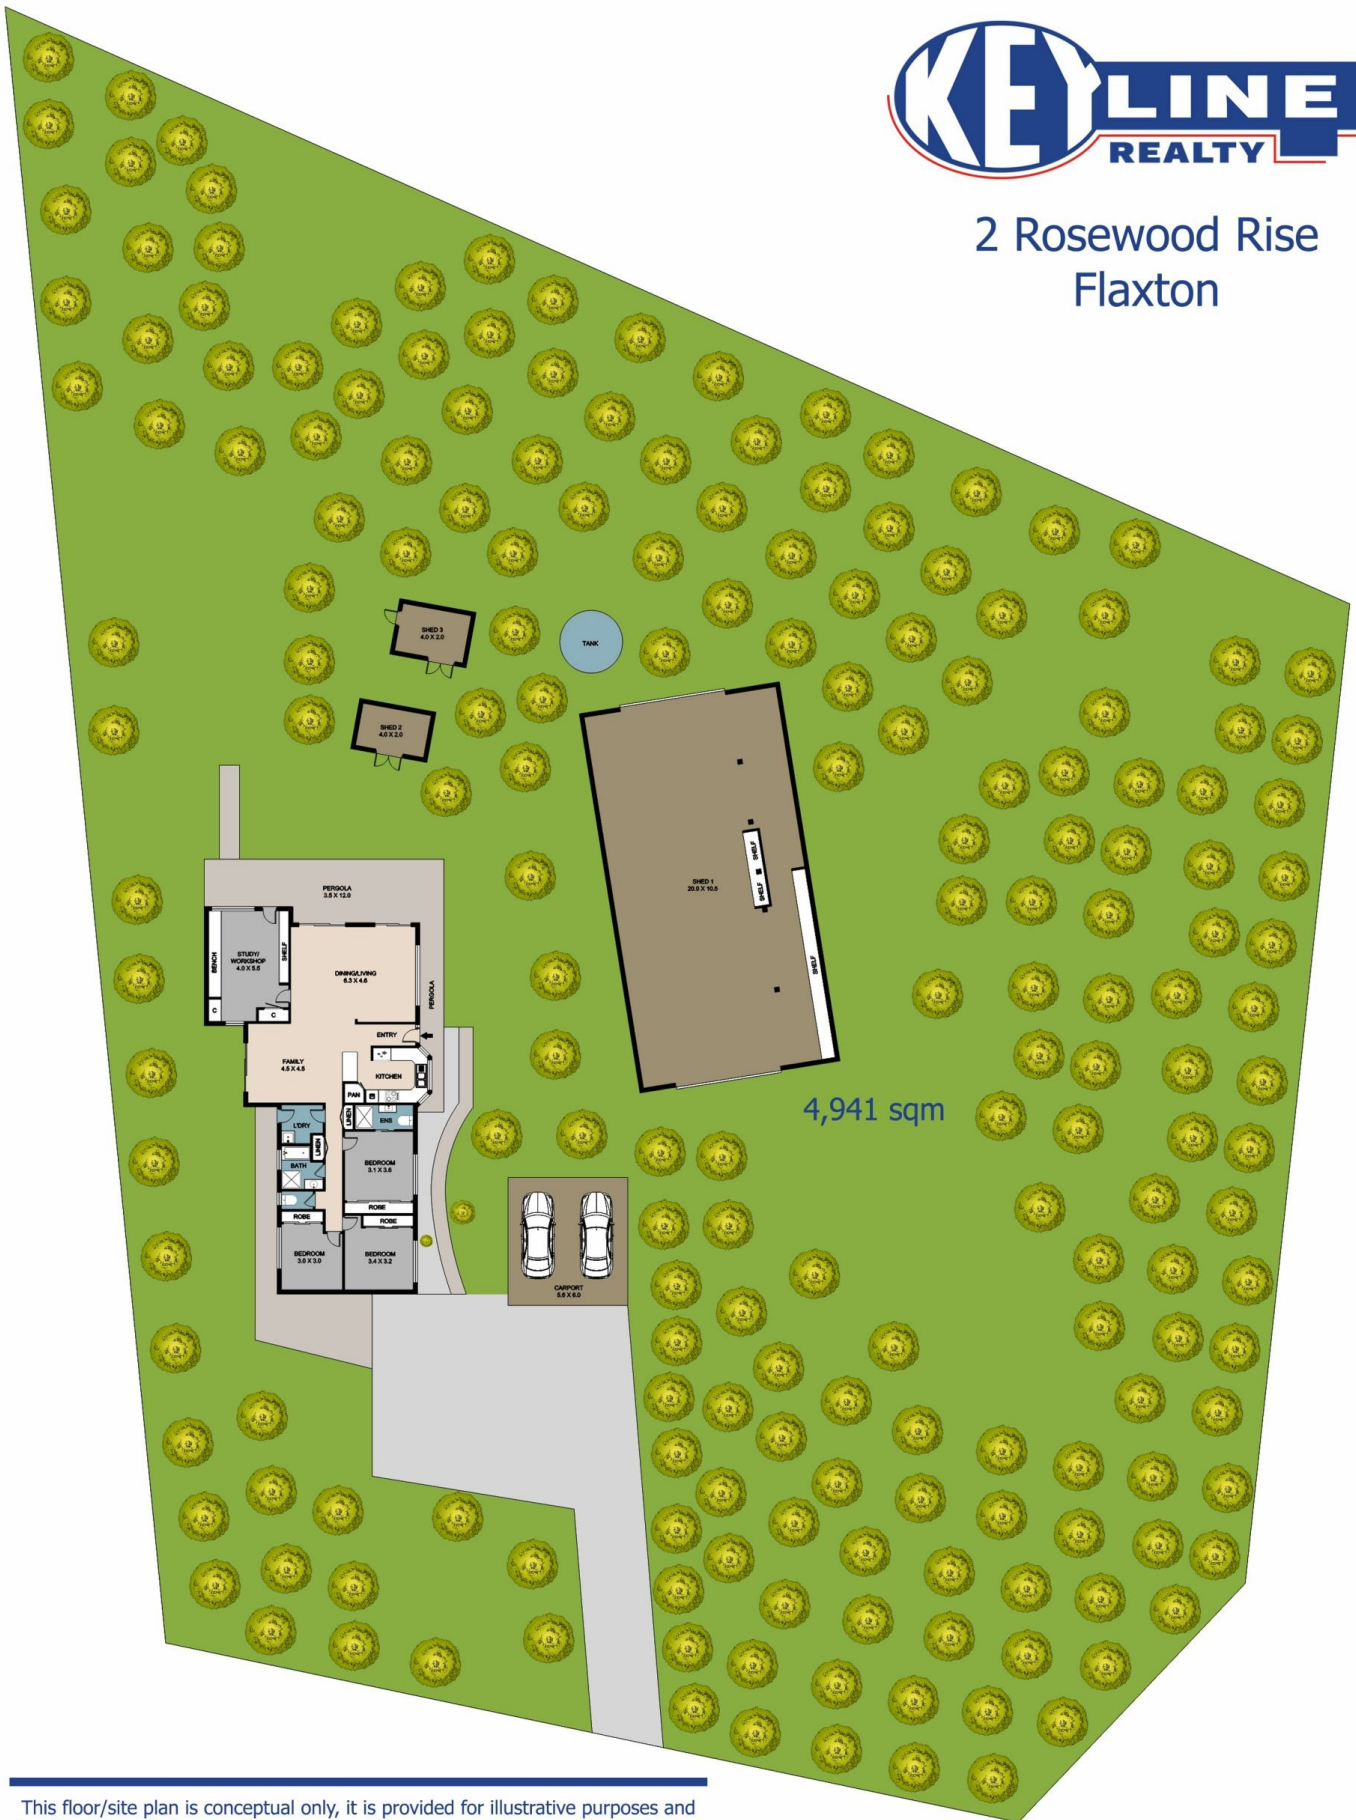 KEYLINE
REALTY
2 Rosewood Rise
Flaxton
SHED 3
4.0 X 2.0
TANK
SHED 2
4.0 X 2.0
SHELF
SHELF
SHED 1
20.0 X 10.5
SHELF
PERGOLA
3.5 X 12.0
BENCH
STUDY/
WORKSHOP
4.0 X 5.5
SHELF
DINING/LIVING
6.3 X 4.6
PERGOLA
C
C
ENTRY
FAMILY
4.5 X 4.5
KITCHEN
PAN
LINEN
ENS
L'DRY
LINEN
BATH
BEDROOM
3.1 X 3.6
ROBE
ROBE
ROBE
BEDROOM
3.0 X 3.0
BEDROOM
3.4 X 3.2
4,941 sqm
CARPORT
5.6 X 6.0
This floor/site plan is conceptual only, it is provided for illustrative purposes and